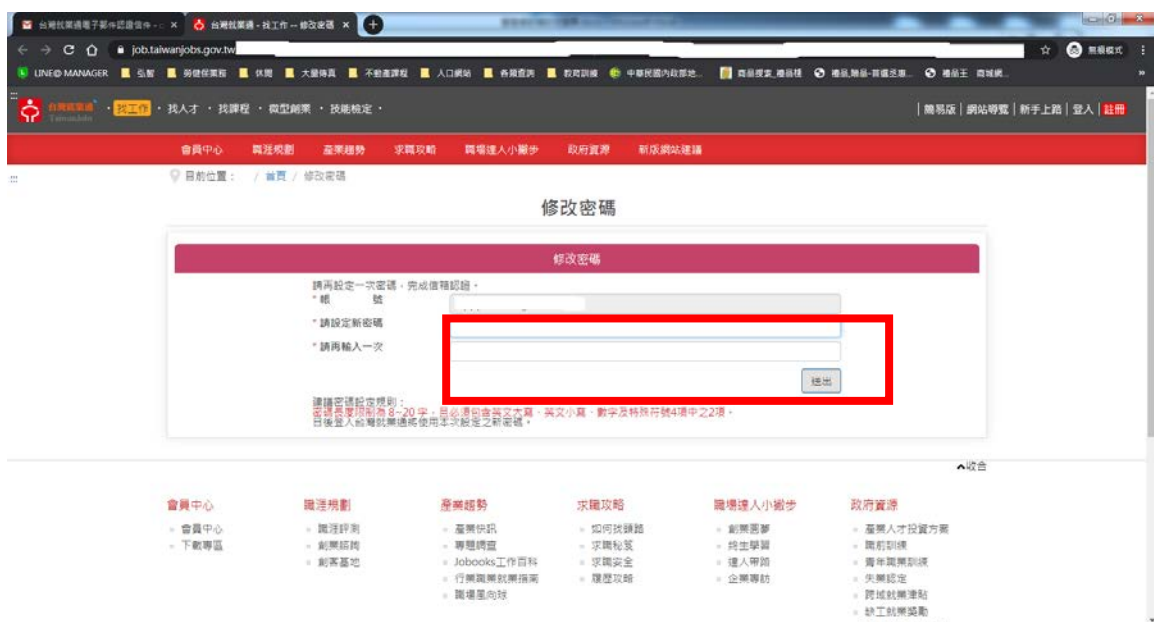 台灣就業通電子郵件認證信件 -
台灣就業通 - 找工作 -- 修改密碼
job.taiwanjobs.gov.tw
無痕模式
LINE@ MANAGER
勞健保業務
休閒
大量傳真
不動產課程
人口網站
各類查詢
教育訓練
中華民國內政部地...
禮品王 商城網...
台灣就業通
TaiwanJobs
・找工作・找人才・找課程・微型創業・技能檢定・
| 簡易版 | 網站導覽 | 新手上路 | 登入 | 註冊
會員中心 職涯規劃 產業趨勢 求職攻略 職場達人小撇步 政府資源 新版網站建議
目前位置： / 首頁 / 修改密碼
修改密碼
修改密碼
請再設定一次密碼，完成信箱認證。
*帳 號
*請設定新密碼
*請再輸入一次
送出
建議密碼設定規則：
密碼長度限制為 8~20 字，且必須包含英文大寫、英文小寫、數字及特殊符號4項中之2項。
日後登入台灣就業通將使用本次設定之新密碼。
收合
會員中心
會員中心
下載專區
職涯規劃
職涯評測
創業諮詢
創客基地
產業趨勢
產業快訊
專題調查
Jobooks工作百科
行業職業就業指南
職場風向球
求職攻略
如何找頭路
求職秘笈
求職安全
履歷攻略
職場達人小撇步
創業圓夢
終生學習
達人帶路
企業專訪
政府資源
產業人才投資方案
職前訓練
青年職業訓練
失業認定
跨域就業津貼
缺工就業獎勵